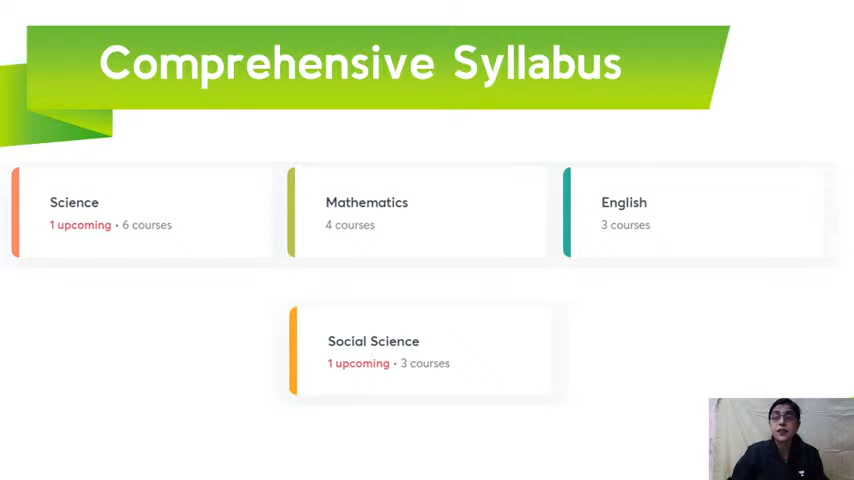 Comprehensive Syllabus
Science
1 upcoming • 6 courses
Mathematics
4 courses
English
3 courses
Social Science
1 upcoming • 3 courses